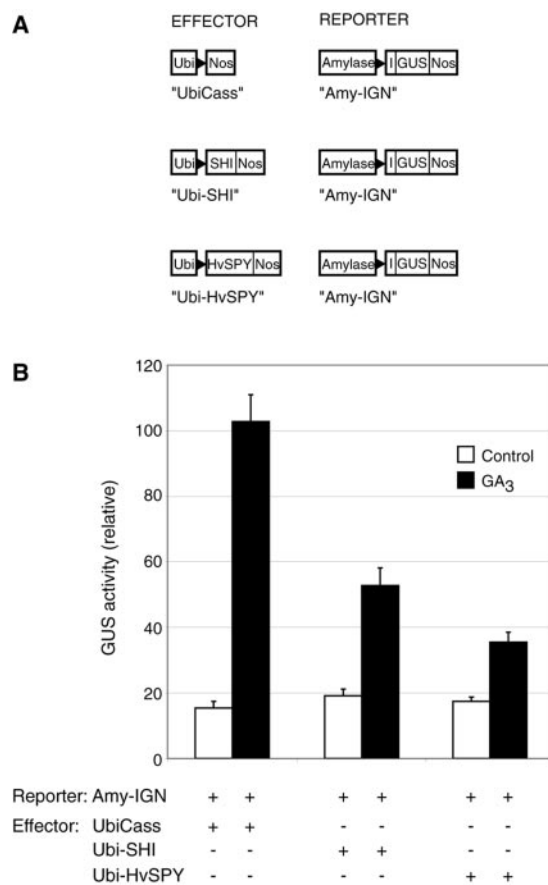 A
EFFECTOR REPORTER
Ubi Nos Amylase I GUS Nos
"UbiCass" "Amy-IGN"
Ubi SHI Nos Amylase I GUS Nos
"Ubi-SHI" "Amy-IGN"
Ubi HvSPY Nos Amylase I GUS Nos
"Ubi-HvSPY" "Amy-IGN"
B
120
100
80
60
40
20
0
GUS activity (relative)
Control
GA3
Reporter: Amy-IGN + + + + + +
Effector: UbiCass + + - - - -
Ubi-SHI - - + + - -
Ubi-HvSPY - - - - + +